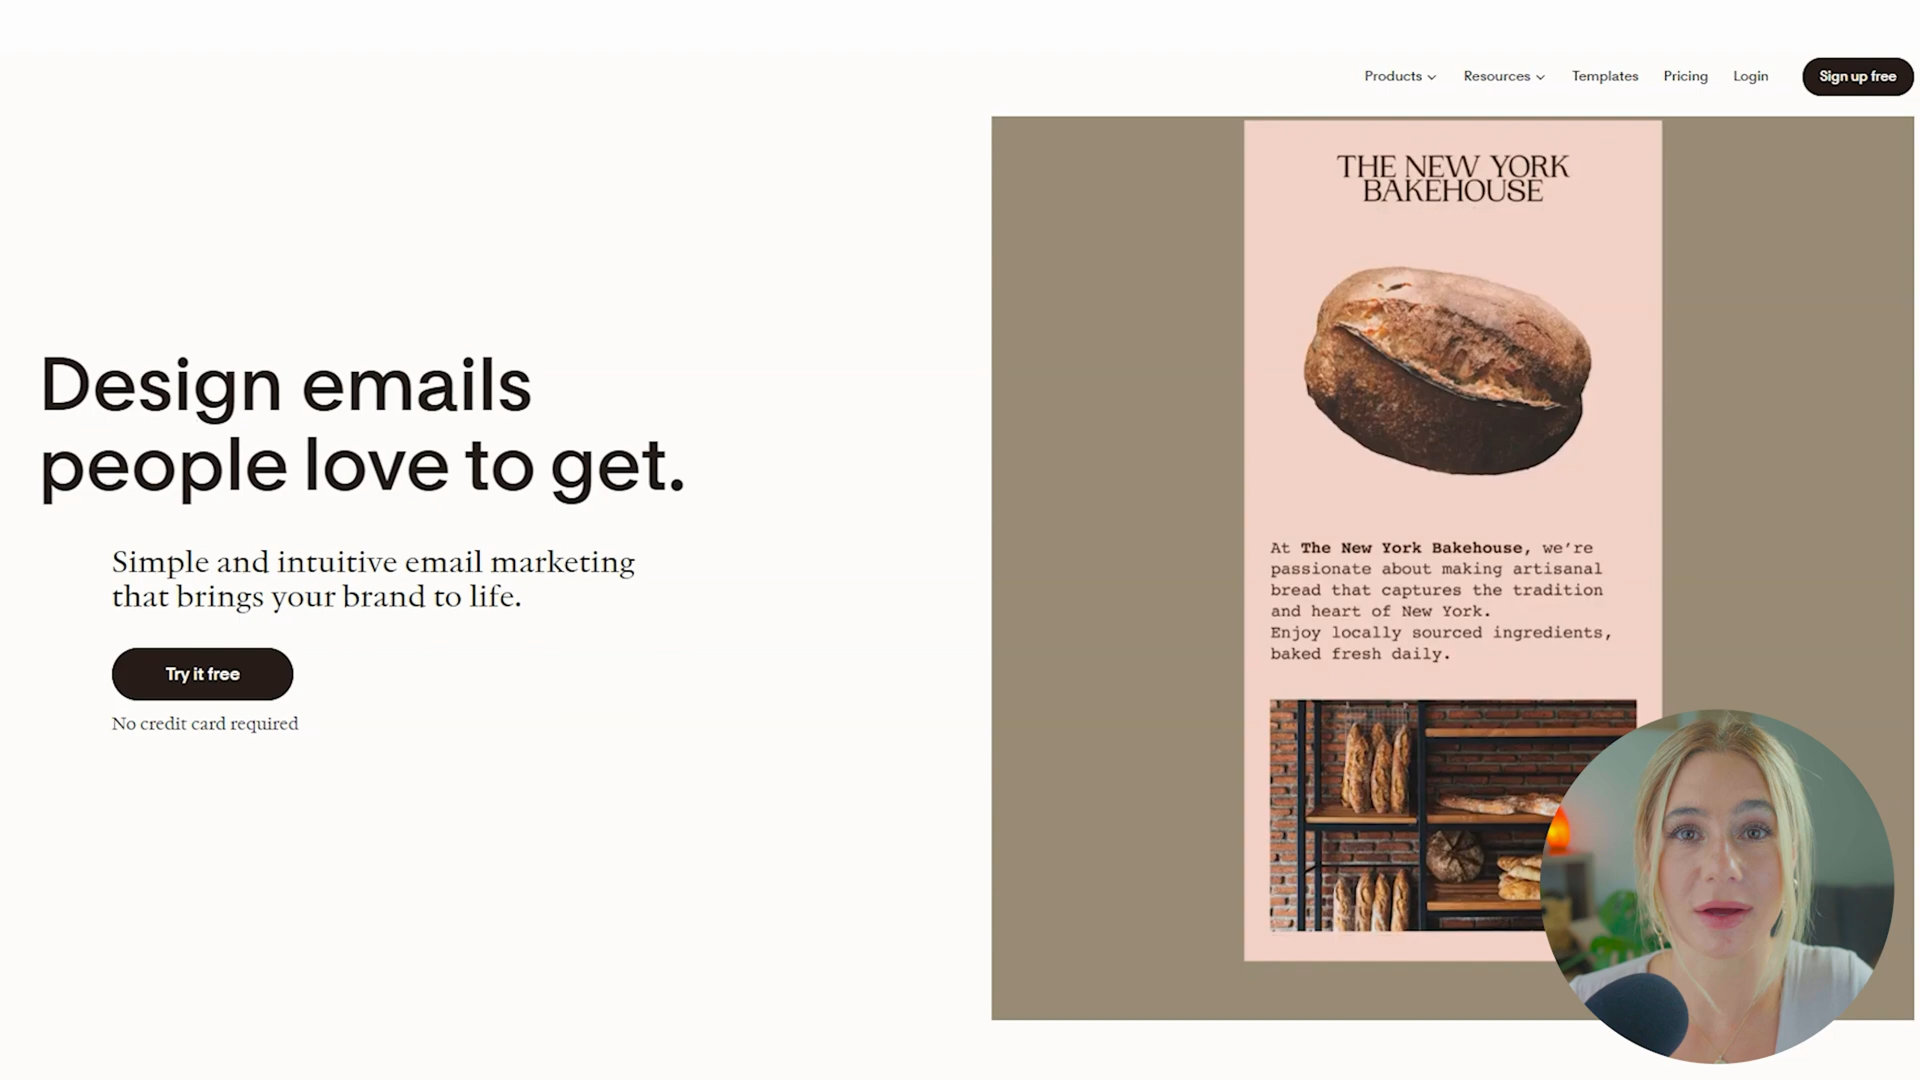 Products
Resources
Templates
Pricing
Login
Sign up free
Design emails
people love to get.
Simple and intuitive email marketing
that brings your brand to life.
Try it free
No credit card required
THE NEW YORK
BAKEHOUSE
At The New York Bakehouse, we’re
passionate about making artisanal
bread that captures the tradition
and heart of New York.
Enjoy locally sourced ingredients,
baked fresh daily.